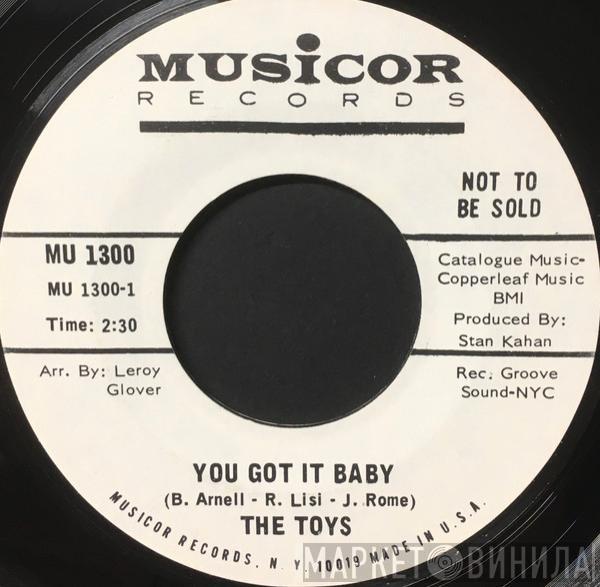 MUSiCOR
RECORDS
NOT TO
BE SOLD
MU 1300
MU 1300-1
Time: 2:30
Catalogue Music-
Copperleaf Music
BMI
Produced By:
Stan Kahan
Arr. By: Leroy
Glover
Rec. Groove
Sound-NYC
YOU GOT IT BABY
(B. Arnell - R. Lisi - J. Rome)
THE TOYS
MUSICOR RECORDS. N. Y. 10019 MADE IN U.S.A.
МАРКЕТ ВИНИЛА